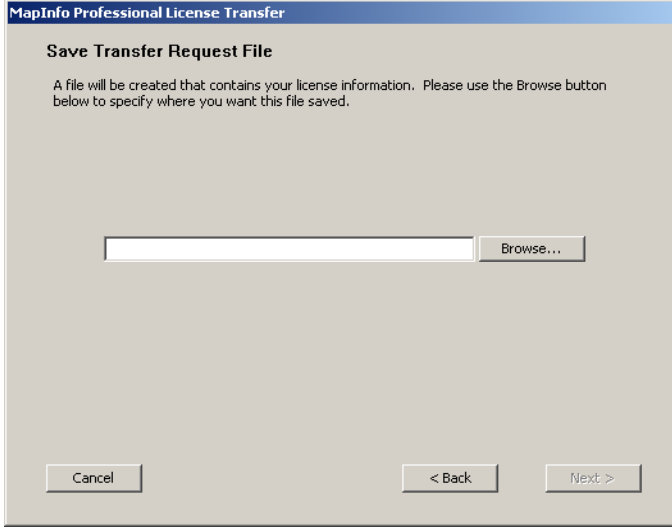 MapInfo Professional License Transfer
Save Transfer Request File
A file will be created that contains your license information.  Please use the Browse button
below to specify where you want this file saved.
Browse...
Cancel
< Back
Next >